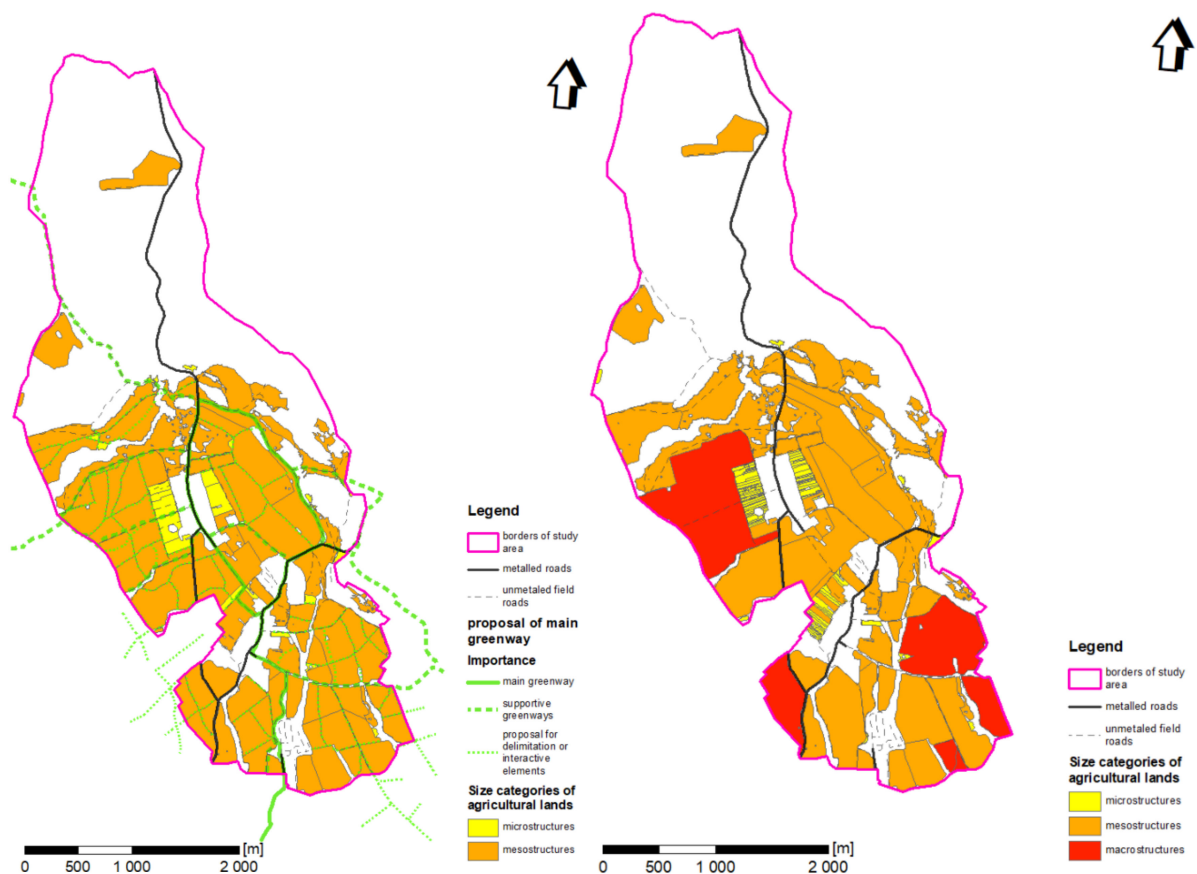 Legend
borders of study
area
metalled roads
unmetaled field
roads
proposal of main
greenway
Importance
main greenway
supportive
greenways
proposal for
delimitation or
interactive
elements
Size categories of
agricultural lands
microstructures
mesostructures
[m]
0 500 1 000 2 000
Legend
borders of study
area
metalled roads
unmetaled field
roads
Size categories of
agricultural lands
microstructures
mesostructures
macrostructures
[m]
0 500 1 000 2 000